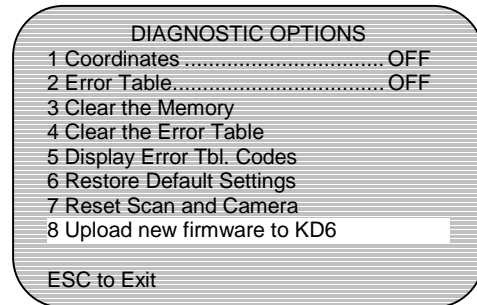 DIAGNOSTIC OPTIONS
1 Coordinates ................................. OFF
2 Error Table................................... OFF
3 Clear the Memory
4 Clear the Error Table
5 Display Error Tbl. Codes
6 Restore Default Settings
7 Reset Scan and Camera
8 Upload new firmware to KD6
ESC to Exit